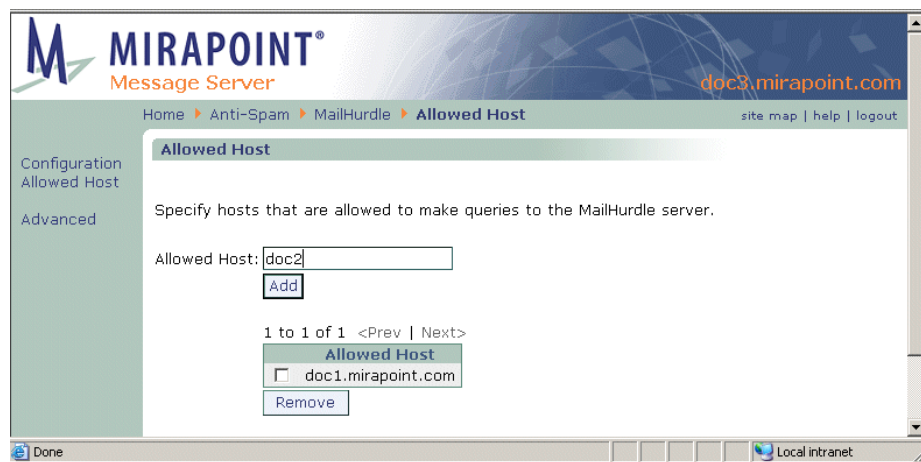 MIRAPOINT®
Message Server
doc3.mirapoint.com
Home Anti-Spam MailHurdle Allowed Host
site map | help | logout
Configuration
Allowed Host
Advanced
Allowed Host
Specify hosts that are allowed to make queries to the MailHurdle server.
Allowed Host: doc2
Add
1 to 1 of 1 <Prev | Next>
Allowed Host
doc1.mirapoint.com
Remove
Done
Local intranet